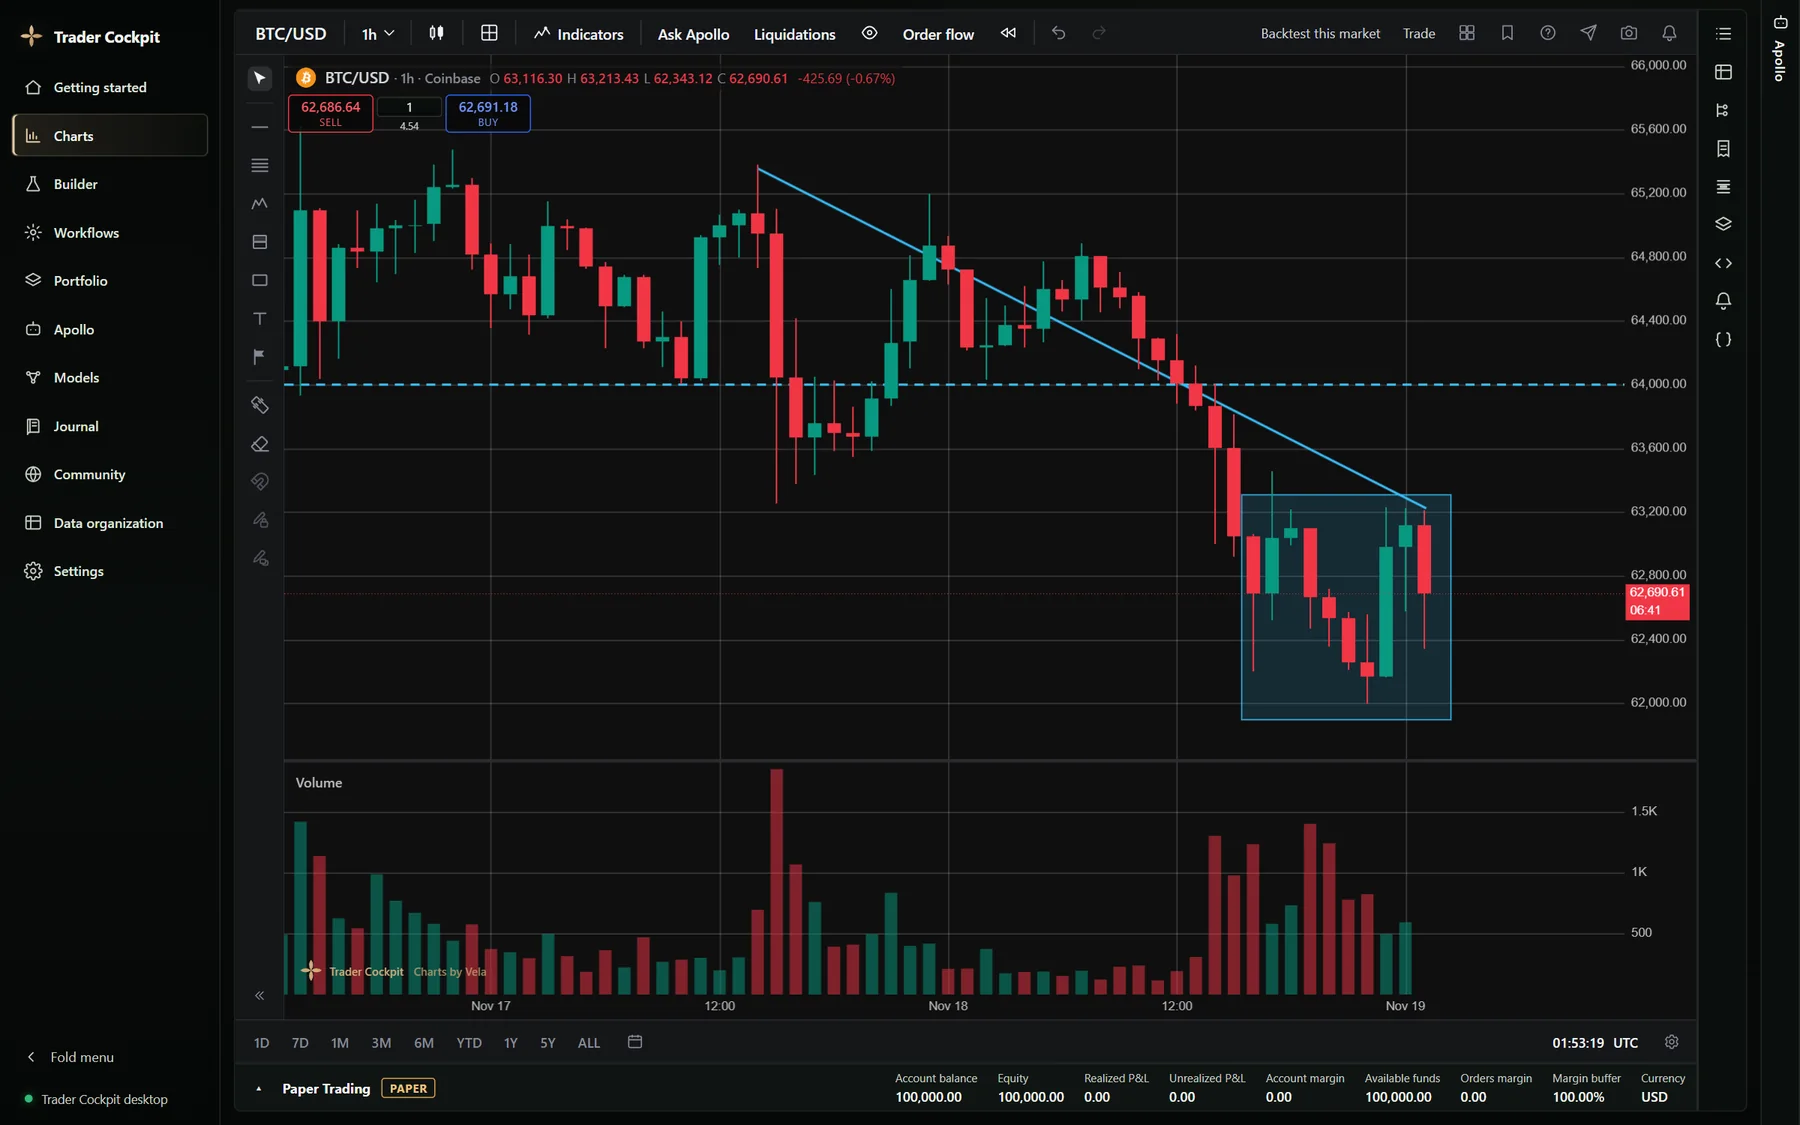 Trader Cockpit
Getting started
Charts
Builder
Workflows
Portfolio
Apollo
Models
Journal
Community
Data organization
Settings
Fold menu
Trader Cockpit desktop
BTC/USD
1h
Indicators
Ask Apollo
Liquidations
Order flow
Backtest this market
Trade
BTC/USD · 1h · Coinbase O 63,116.30 H 63,213.43 L 62,343.12 C 62,690.61 -425.69 (-0.67%)
62,686.64
SELL
1
4.54
62,691.18
BUY
66,000.00
65,600.00
65,200.00
64,800.00
64,400.00
64,000.00
63,600.00
63,200.00
62,800.00
62,690.61
06:41
62,400.00
62,000.00
Volume
1.5K
1K
500
Trader Cockpit Charts by Vela
Nov 17
12:00
Nov 18
12:00
Nov 19
1D 7D 1M 3M 6M YTD 1Y 5Y ALL
01:53:19 UTC
Paper Trading PAPER
Account balance
100,000.00
Equity
100,000.00
Realized P&L
0.00
Unrealized P&L
0.00
Account margin
0.00
Available funds
100,000.00
Orders margin
0.00
Margin buffer
100.00%
Currency
USD
Apollo